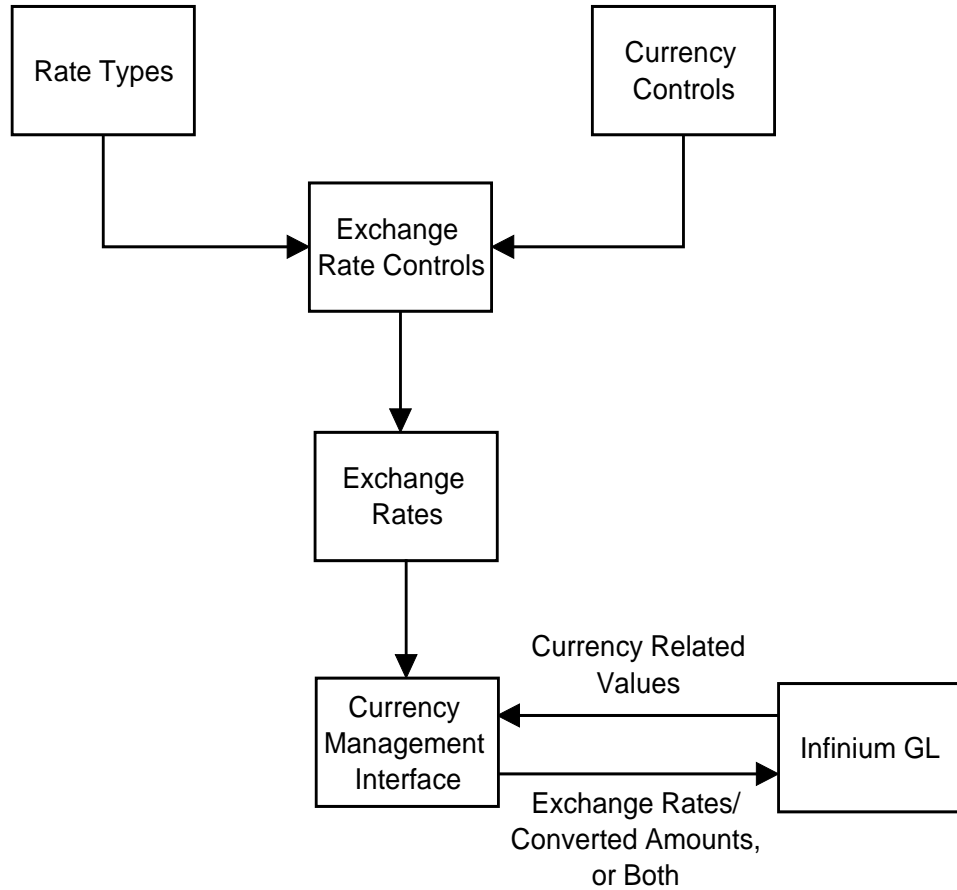 Rate Types
Currency
Controls
Exchange
Rate Controls
Exchange
Rates
Currency Related
Values
Currency
Management
Interface
Infinium GL
Exchange Rates/
Converted Amounts,
or Both